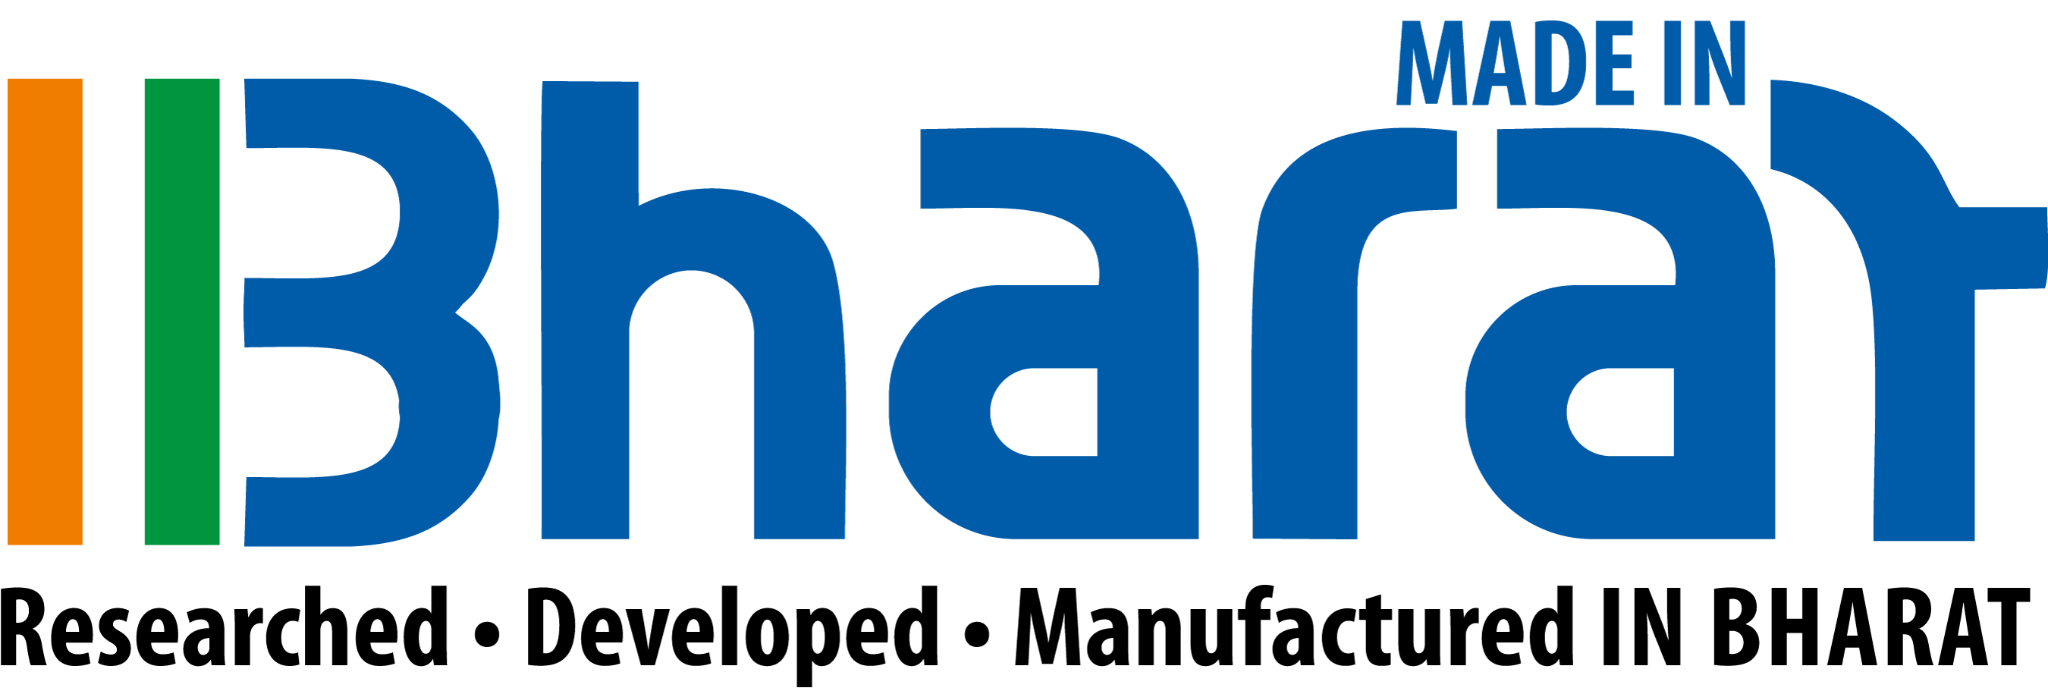 MADE IN
Bharat
Researched • Developed • Manufactured IN BHARAT